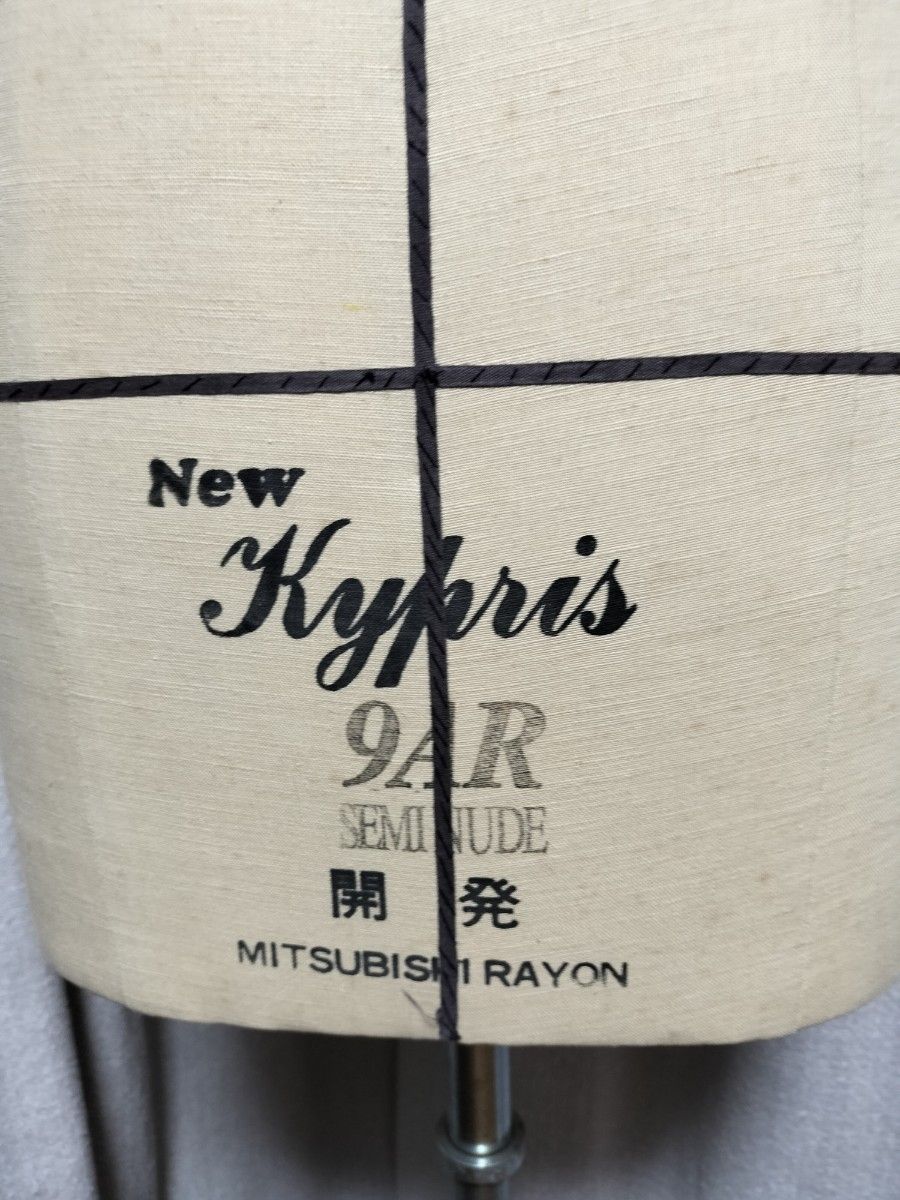 New
Kypris
9AR
SEMI NUDE
開 発
MITSUBISHI RAYON